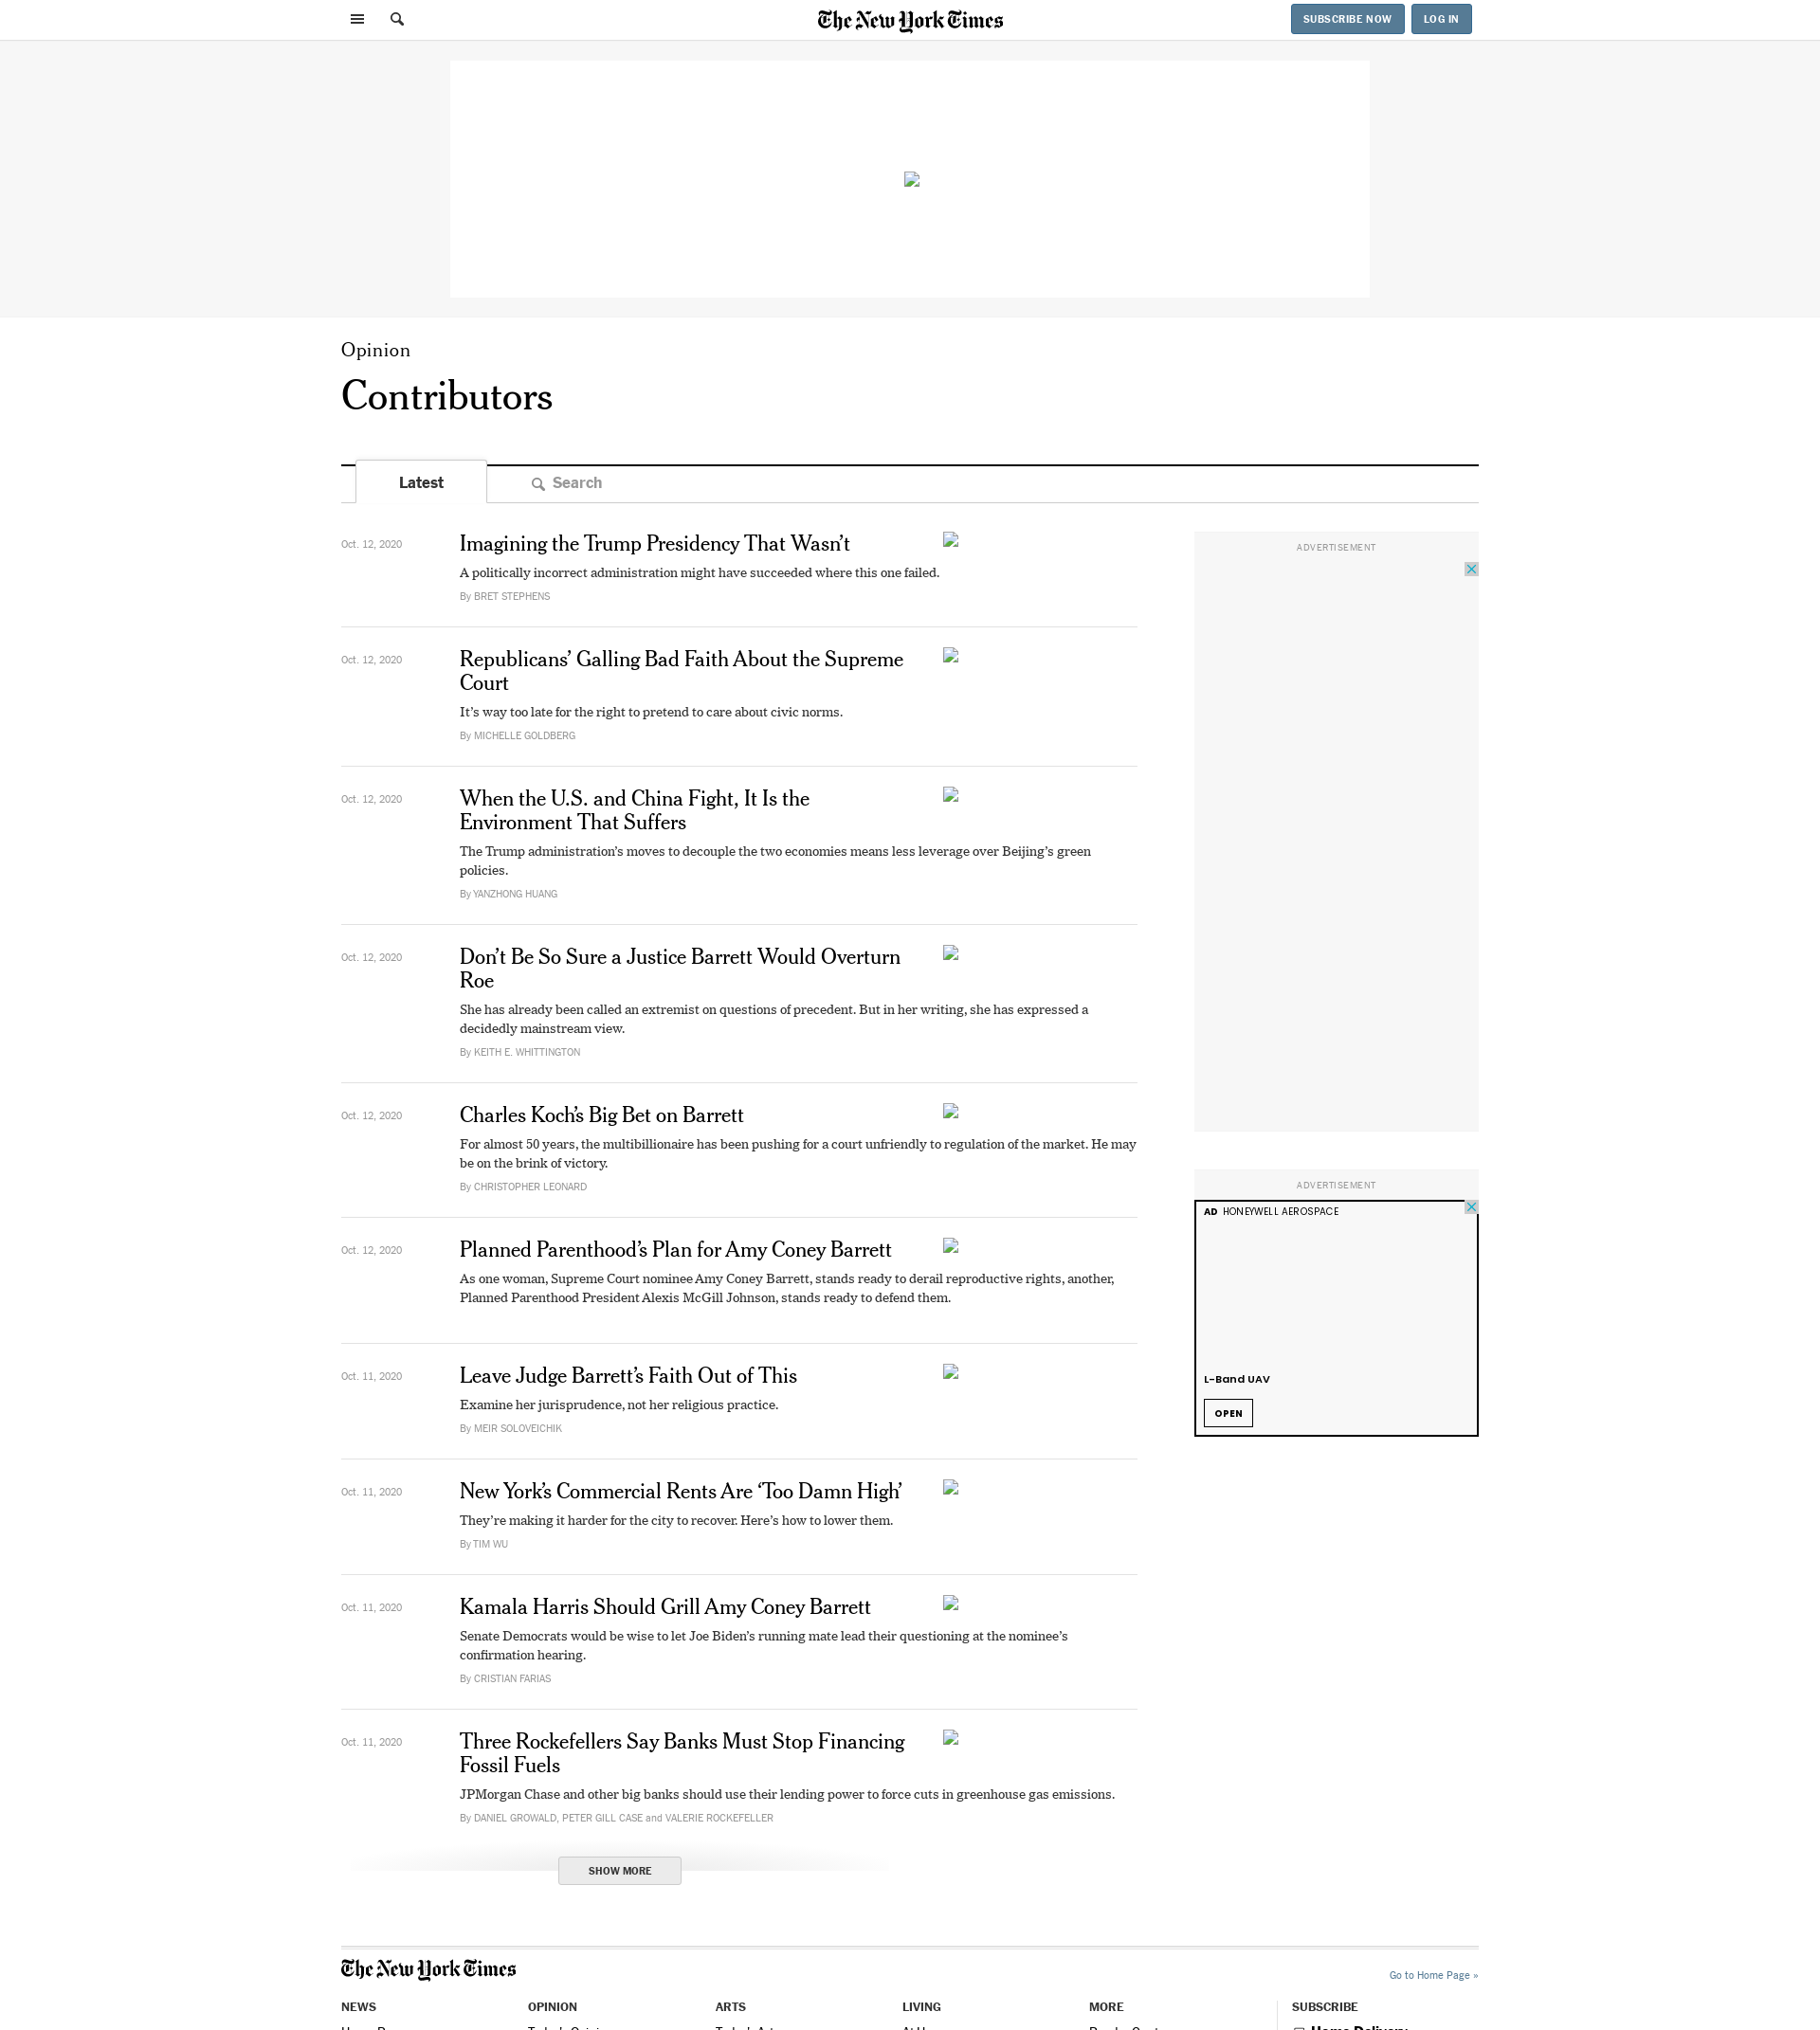 The New York Times
SUBSCRIBE NOW
LOG IN
Opinion
Contributors
Latest
Search
Oct. 12, 2020
Imagining the Trump Presidency That Wasn’t
A politically incorrect administration might have succeeded where this one failed.
By BRET STEPHENS
Oct. 12, 2020
Republicans’ Galling Bad Faith About the Supreme
Court
It’s way too late for the right to pretend to care about civic norms.
By MICHELLE GOLDBERG
Oct. 12, 2020
When the U.S. and China Fight, It Is the
Environment That Suffers
The Trump administration’s moves to decouple the two economies means less leverage over Beijing’s green
policies.
By YANZHONG HUANG
Oct. 12, 2020
Don’t Be So Sure a Justice Barrett Would Overturn
Roe
She has already been called an extremist on questions of precedent. But in her writing, she has expressed a
decidedly mainstream view.
By KEITH E. WHITTINGTON
Oct. 12, 2020
Charles Koch’s Big Bet on Barrett
For almost 50 years, the multibillionaire has been pushing for a court unfriendly to regulation of the market. He may
be on the brink of victory.
By CHRISTOPHER LEONARD
Oct. 12, 2020
Planned Parenthood’s Plan for Amy Coney Barrett
As one woman, Supreme Court nominee Amy Coney Barrett, stands ready to derail reproductive rights, another,
Planned Parenthood President Alexis McGill Johnson, stands ready to defend them.
Oct. 11, 2020
Leave Judge Barrett’s Faith Out of This
Examine her jurisprudence, not her religious practice.
By MEIR SOLOVEICHIK
Oct. 11, 2020
New York’s Commercial Rents Are ‘Too Damn High’
They’re making it harder for the city to recover. Here’s how to lower them.
By TIM WU
Oct. 11, 2020
Kamala Harris Should Grill Amy Coney Barrett
Senate Democrats would be wise to let Joe Biden’s running mate lead their questioning at the nominee’s
confirmation hearing.
By CRISTIAN FARIAS
Oct. 11, 2020
Three Rockefellers Say Banks Must Stop Financing
Fossil Fuels
JPMorgan Chase and other big banks should use their lending power to force cuts in greenhouse gas emissions.
By DANIEL GROWALD, PETER GILL CASE and VALERIE ROCKEFELLER
SHOW MORE
ADVERTISEMENT
ADVERTISEMENT
AD HONEYWELL AEROSPACE
L-Band UAV
OPEN
The New York Times
Go to Home Page »
NEWS
OPINION
ARTS
LIVING
MORE
SUBSCRIBE
Home Delivery